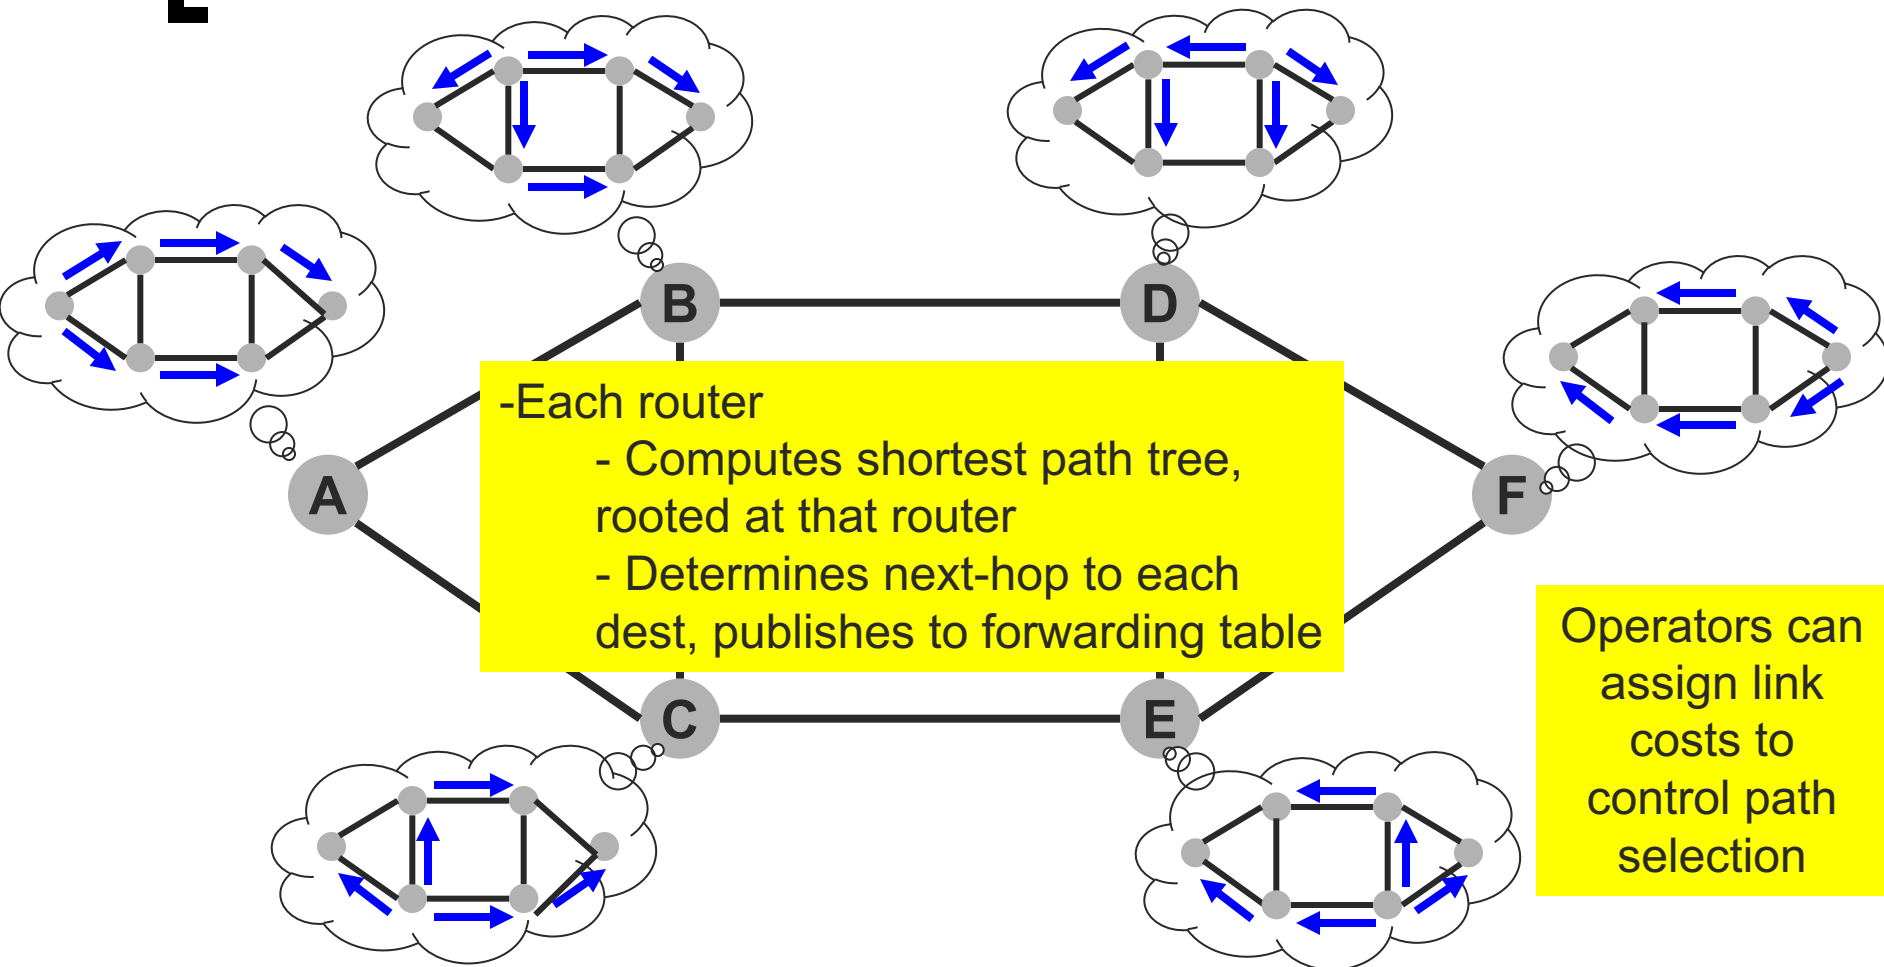 B
D
-Each router
- Computes shortest path tree,
rooted at that router
- Determines next-hop to each
dest, publishes to forwarding table
A
F
Operators can
assign link
costs to
control path
selection
C
E